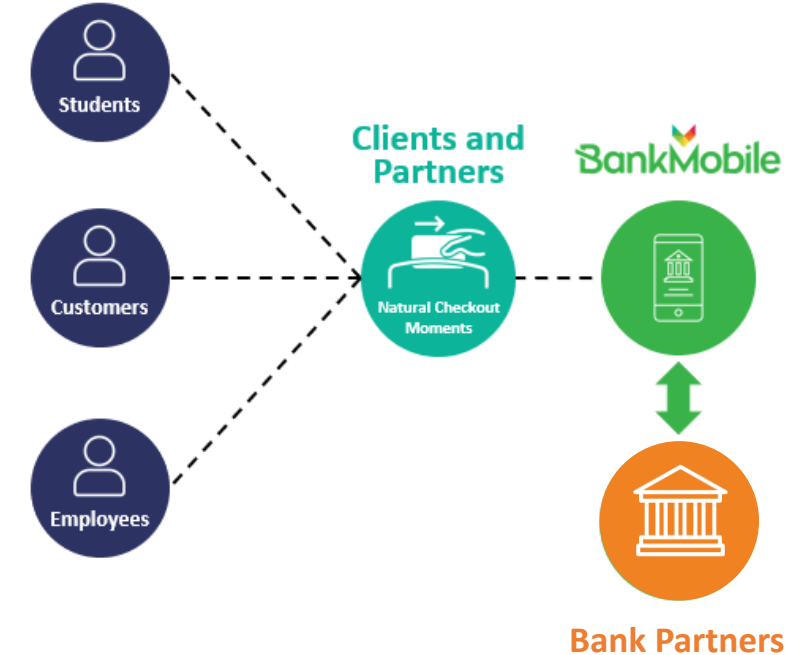 Students
Clients and
Partners
BankMobile
Customers
Natural Checkout
Moments
Employees
Bank Partners